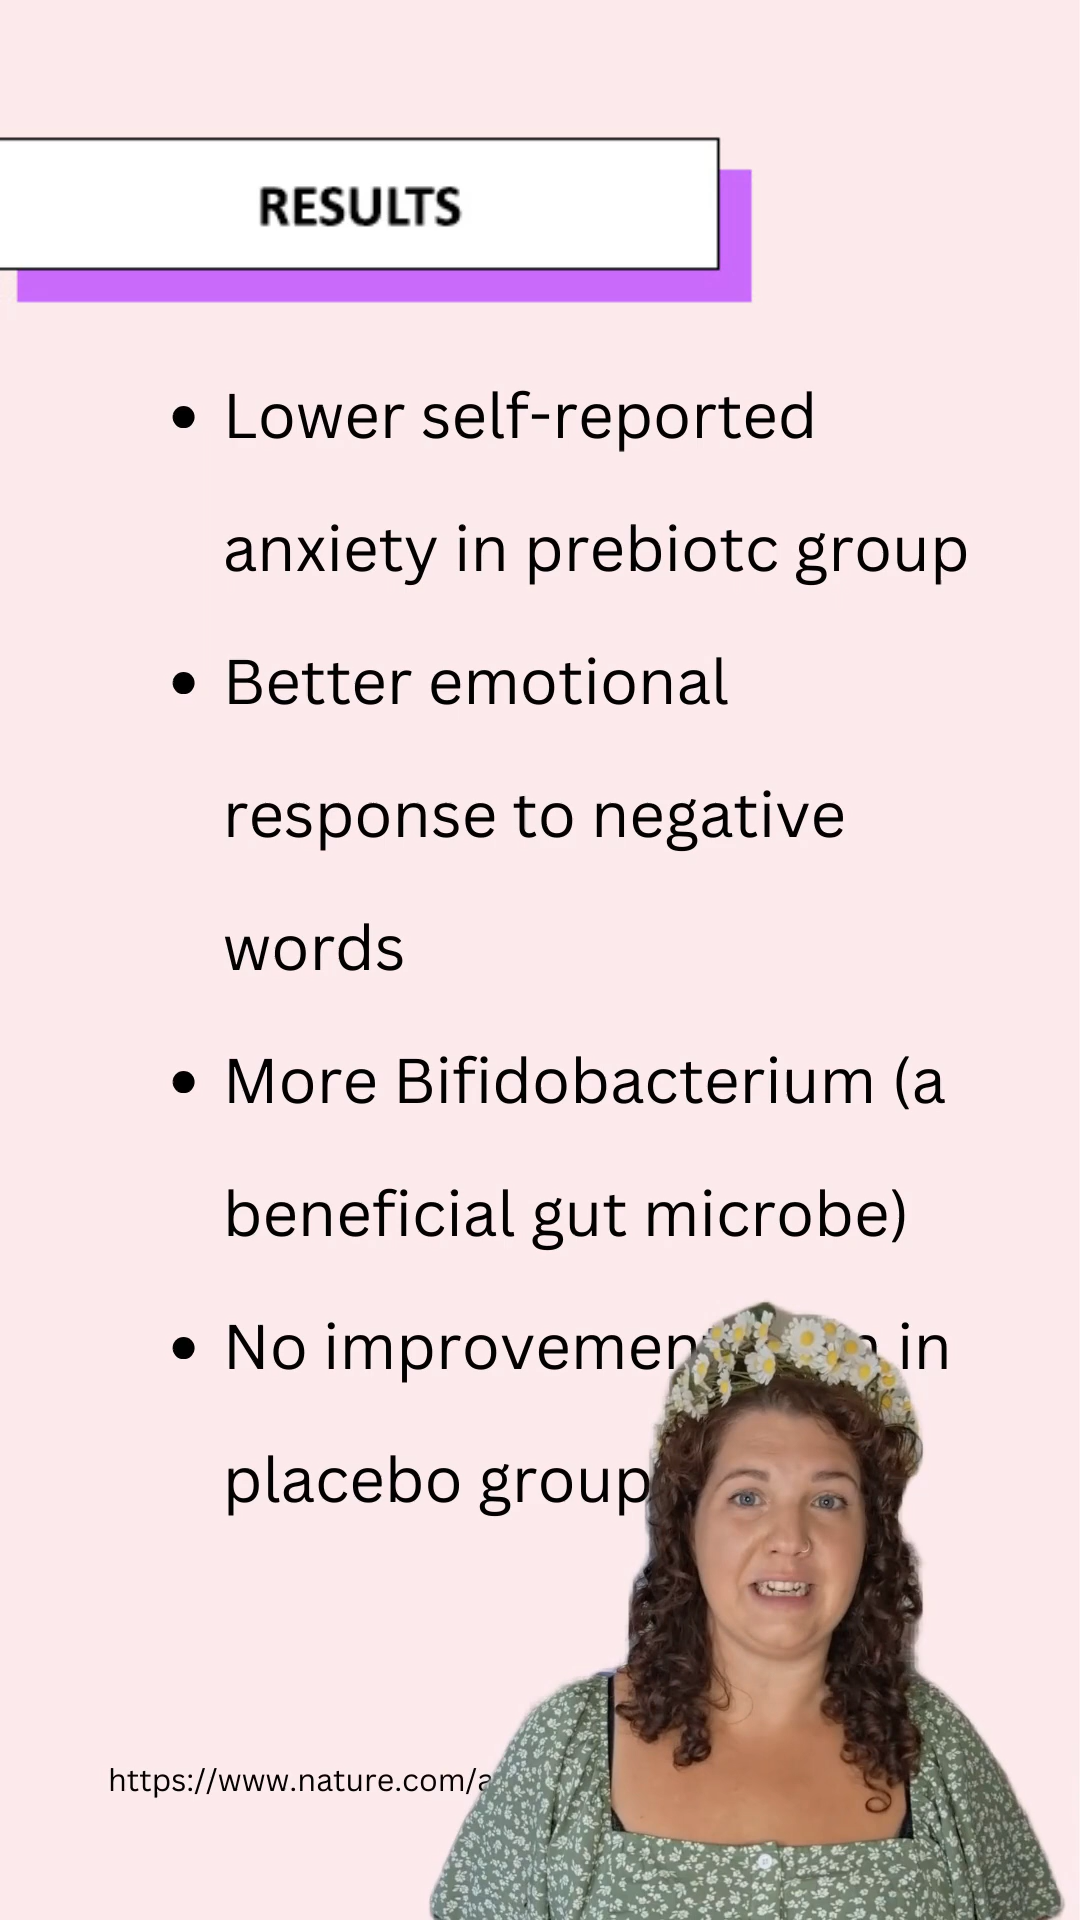 RESULTS
• Lower self-reported
anxiety in prebiotc group
• Better emotional
response to negative
words
• More Bifidobacterium (a
beneficial gut microbe)
• No in
placebo group
https://www.nature.com/a